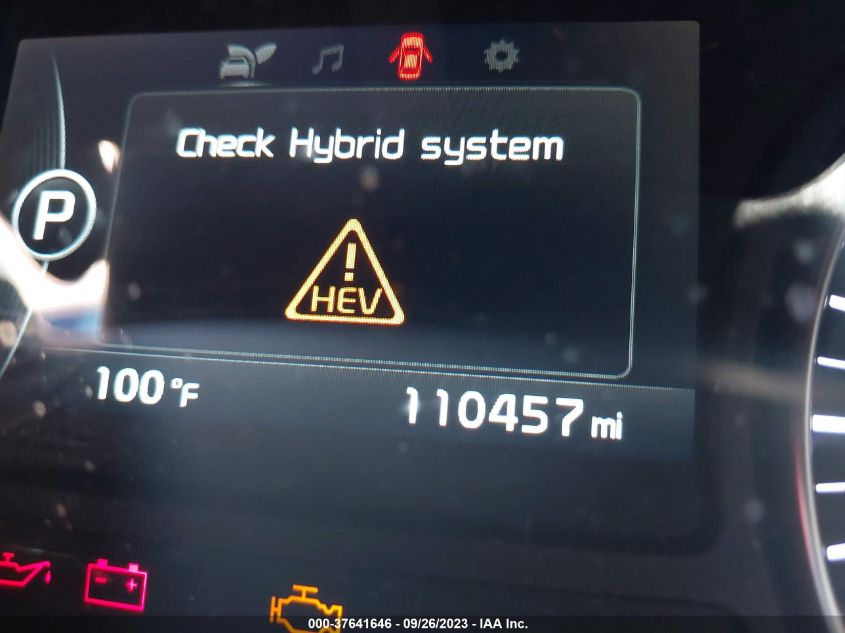 Check Hybrid system
P
!
HEV
100 °F
110457 mi
- +
000-37641646 - 09/26/2023 - IAA Inc.